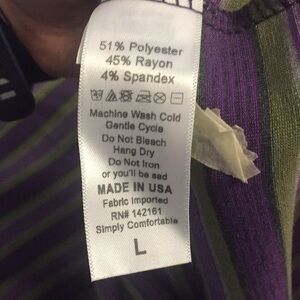 51% Polyester
45% Rayon
4% Spandex
Machine Wash Cold
Gentle Cycle
Do Not Bleach
Hang Dry
Do Not Iron
or you'll be sad
MADE IN USA
Fabric Imported
RN# 142161
Simply Comfortable
L